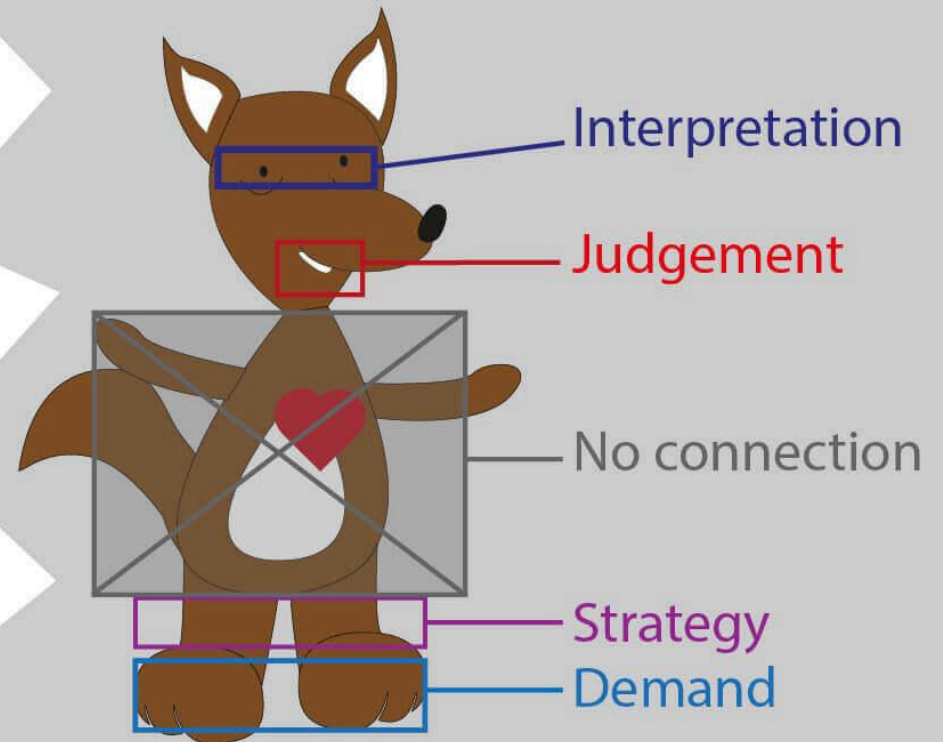 Interpretation
Judgement
No connection
Strategy
Demand